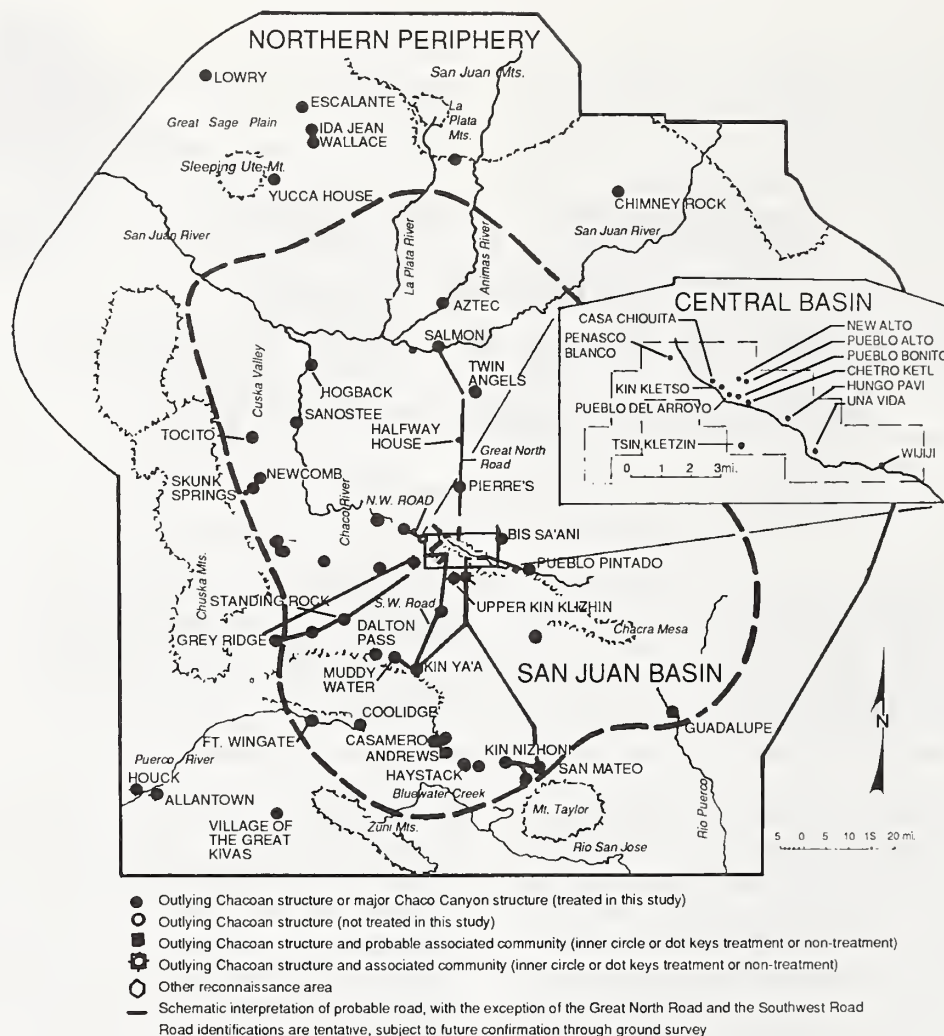 NORTHERN PERIPHERY
San Juan Mts.
LOWRY
La
Plata
Mts.
ESCALANTE
Great Sage Plain
IDA JEAN
WALLACE
Sleeping Ute Mt.
YUCCA HOUSE
CHIMNEY ROCK
San Juan River
La Plata River
Animas River
San Juan River
AZTEC
CENTRAL BASIN
CASA CHIQUITA
NEW ALTO
PENASCO
BLANCO
PUEBLO ALTO
PUEBLO BONITO
CHETRO KETL
KIN KLETSO
HUNGO PAVI
PUEBLO DEL ARROYO
UNA VIDA
TSIN KLETZIN
WIJIJI
0 1 2 3mi.
SALMON
TWIN
ANGELS
HOGBACK
Cuska Valley
SANOSTEE
HALFWAY
HOUSE
TOCITO
Great North
Road
NEWCOMB
SKUNK
SPRINGS
PIERRE'S
Chaco River
N.W. ROAD
BIS SA'ANI
PUEBLO PINTADO
Chuska Mts.
STANDING ROCK
S.W. Road
UPPER KIN KLIZHIN
GREY RIDGE
DALTON
PASS
Chacra Mesa
MUDDY
WATER
KIN YA'A
SAN JUAN BASIN
N
COOLIDGE
GUADALUPE
FT. WINGATE
CASAMERO
ANDREWS
KIN NIZHONI
Puerco River
HAYSTACK
SAN MATEO
HOUCK
Bluewater Creek
ALLANTOWN
Mt. Taylor
Rio Puerco
VILLAGE OF
THE GREAT
KIVAS
Zuni Mts.
Rio San Jose
5 0 5 10 1S 20 mi.
Outlying Chacoan structure or major Chaco Canyon structure (treated in this study)
Outlying Chacoan structure (not treated in this study)
Outlying Chacoan structure and probable associated community (inner circle or dot keys treatment or non-treatment)
Outlying Chacoan structure and associated community (inner circle or dot keys treatment or non-treatment)
Other reconnaissance area
Schematic interpretation of probable road, with the exception of the Great North Road and the Southwest Road
Road identifications are tentative, subject to future confirmation through ground survey